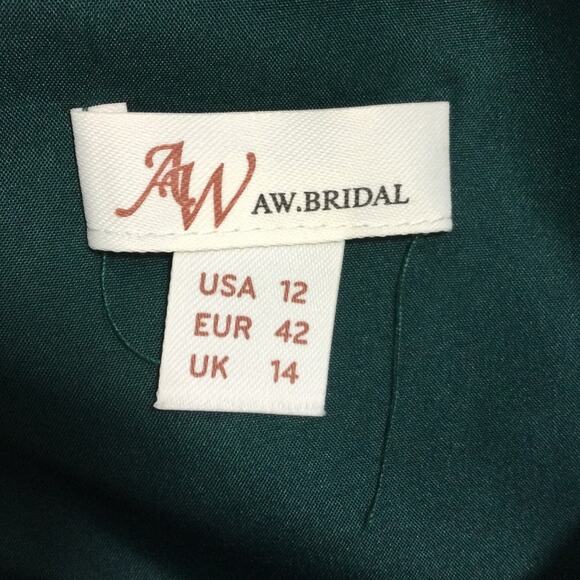 AW AW.BRIDAL
USA 12
EUR 42
UK 14